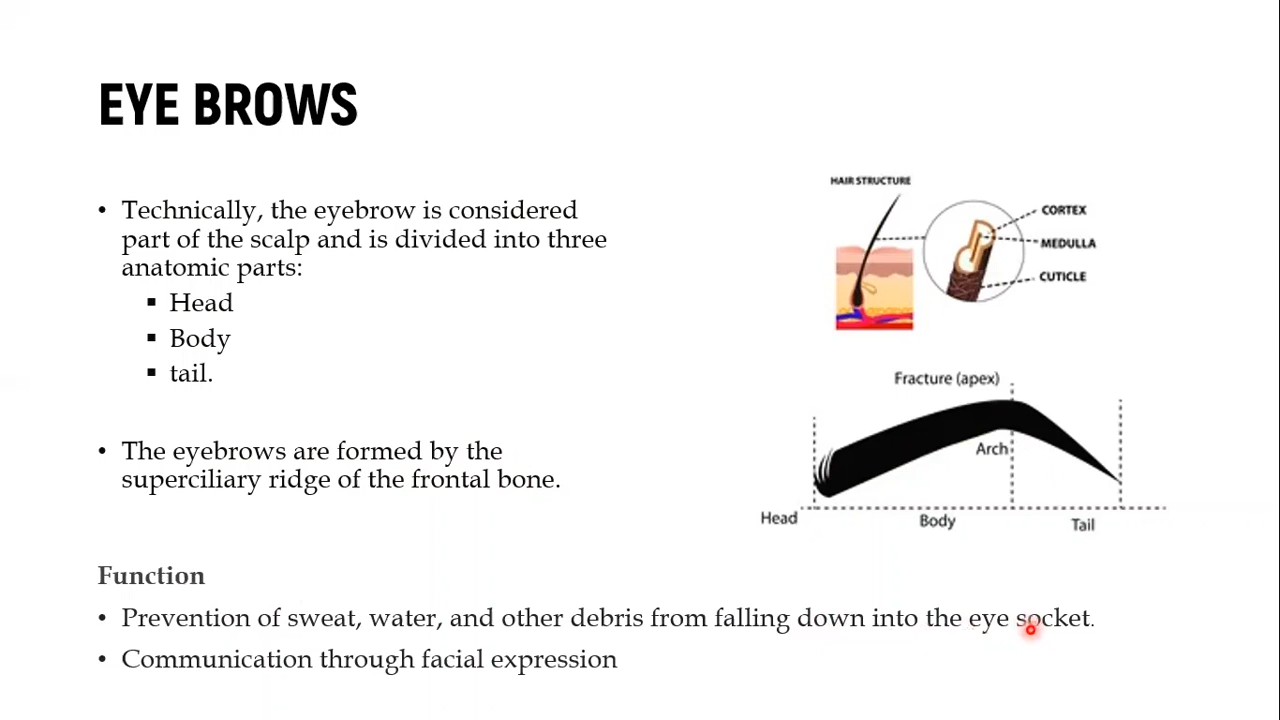 EYE BROWS
• Technically, the eyebrow is considered
part of the scalp and is divided into three
anatomic parts:
▪ Head
▪ Body
▪ tail.
• The eyebrows are formed by the
superciliary ridge of the frontal bone.
HAIR STRUCTURE
CORTEX
MEDULLA
CUTICLE
Fracture (apex)
Arch
Head
Body
Tail
Function
• Prevention of sweat, water, and other debris from falling down into the eye socket.
• Communication through facial expression